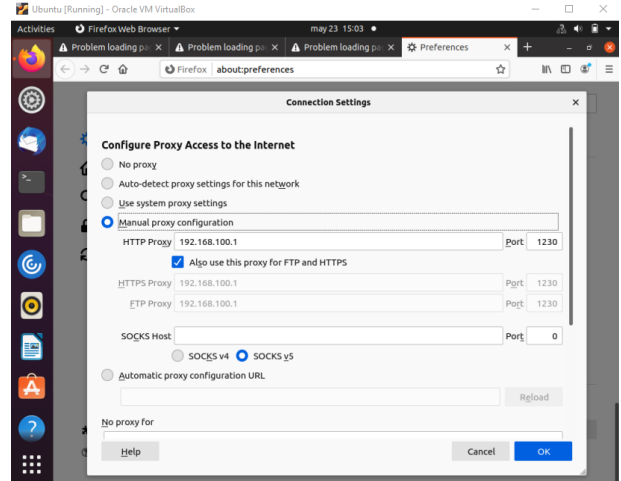 Ubuntu [Running] - Oracle VM VirtualBox
Activities Firefox Web Browser may 23 15:03
Problem loading pa Problem loading pa Problem loading pa Preferences
Firefox about:preferences
Connection Settings
Configure Proxy Access to the Internet
No proxy
Auto-detect proxy settings for this network
Use system proxy settings
Manual proxy configuration
HTTP Proxy 192.168.100.1 Port 1230
Also use this proxy for FTP and HTTPS
HTTPS Proxy 192.168.100.1 Port 1230
FTP Proxy 192.168.100.1 Port 1230
SOCKS Host Port 0
SOCKS v4 SOCKS v5
Automatic proxy configuration URL
Reload
No proxy for
Help Cancel OK